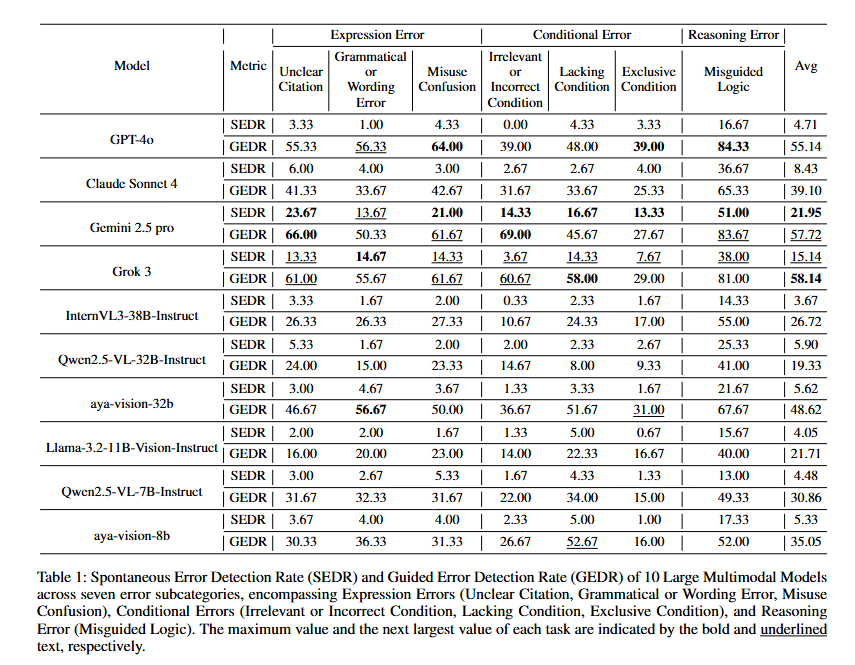 Model Metric Expression Error Conditional Error Reasoning Error Avg
Unclear Citation Grammatical or Wording Error Misuse Confusion Irrelevant or Incorrect Condition Lacking Condition Exclusive Condition Misguided Logic
GPT-4o SEDR 3.33 1.00 4.33 0.00 4.33 3.33 16.67 4.71
GEDR 55.33 56.33 64.00 39.00 48.00 39.00 84.33 55.14
Claude Sonnet 4 SEDR 6.00 4.00 3.00 2.67 2.67 4.00 36.67 8.43
GEDR 41.33 33.67 42.67 31.67 33.67 25.33 65.33 39.10
Gemini 2.5 pro SEDR 23.67 13.67 21.00 14.33 16.67 13.33 51.00 21.95
GEDR 66.00 50.33 61.67 69.00 45.67 27.67 83.67 57.72
Grok 3 SEDR 13.33 14.67 14.33 3.67 14.33 7.67 38.00 15.14
GEDR 61.00 55.67 61.67 60.67 58.00 29.00 81.00 58.14
InternVL3-38B-Instruct SEDR 3.33 1.67 2.00 0.33 2.33 1.67 14.33 3.67
GEDR 26.33 26.33 27.33 10.67 24.33 17.00 55.00 26.72
Qwen2.5-VL-32B-Instruct SEDR 5.33 1.67 2.00 2.00 2.33 2.67 25.33 5.90
GEDR 24.00 15.00 23.33 14.67 8.00 9.33 41.00 19.33
aya-vision-32b SEDR 3.00 4.67 3.67 1.33 3.33 1.67 21.67 5.62
GEDR 46.67 56.67 50.00 36.67 51.67 31.00 67.67 48.62
Llama-3.2-11B-Vision-Instruct SEDR 2.00 2.00 1.67 1.33 5.00 0.67 15.67 4.05
GEDR 16.00 20.00 23.00 14.00 22.33 16.67 40.00 21.71
Qwen2.5-VL-7B-Instruct SEDR 3.00 2.67 5.33 1.67 4.33 1.33 13.00 4.48
GEDR 31.67 32.33 31.67 22.00 34.00 15.00 49.33 30.86
aya-vision-8b SEDR 3.67 4.00 4.00 2.33 5.00 1.00 17.33 5.33
GEDR 30.33 36.33 31.33 26.67 52.67 16.00 52.00 35.05
Table 1: Spontaneous Error Detection Rate (SEDR) and Guided Error Detection Rate (GEDR) of 10 Large Multimodal Models
across seven error subcategories, encompassing Expression Errors (Unclear Citation, Grammatical or Wording Error, Misuse
Confusion), Conditional Errors (Irrelevant or Incorrect Condition, Lacking Condition, Exclusive Condition), and Reasoning
Error (Misguided Logic). The maximum value and the next largest value of each task are indicated by the bold and underlined
text, respectively.